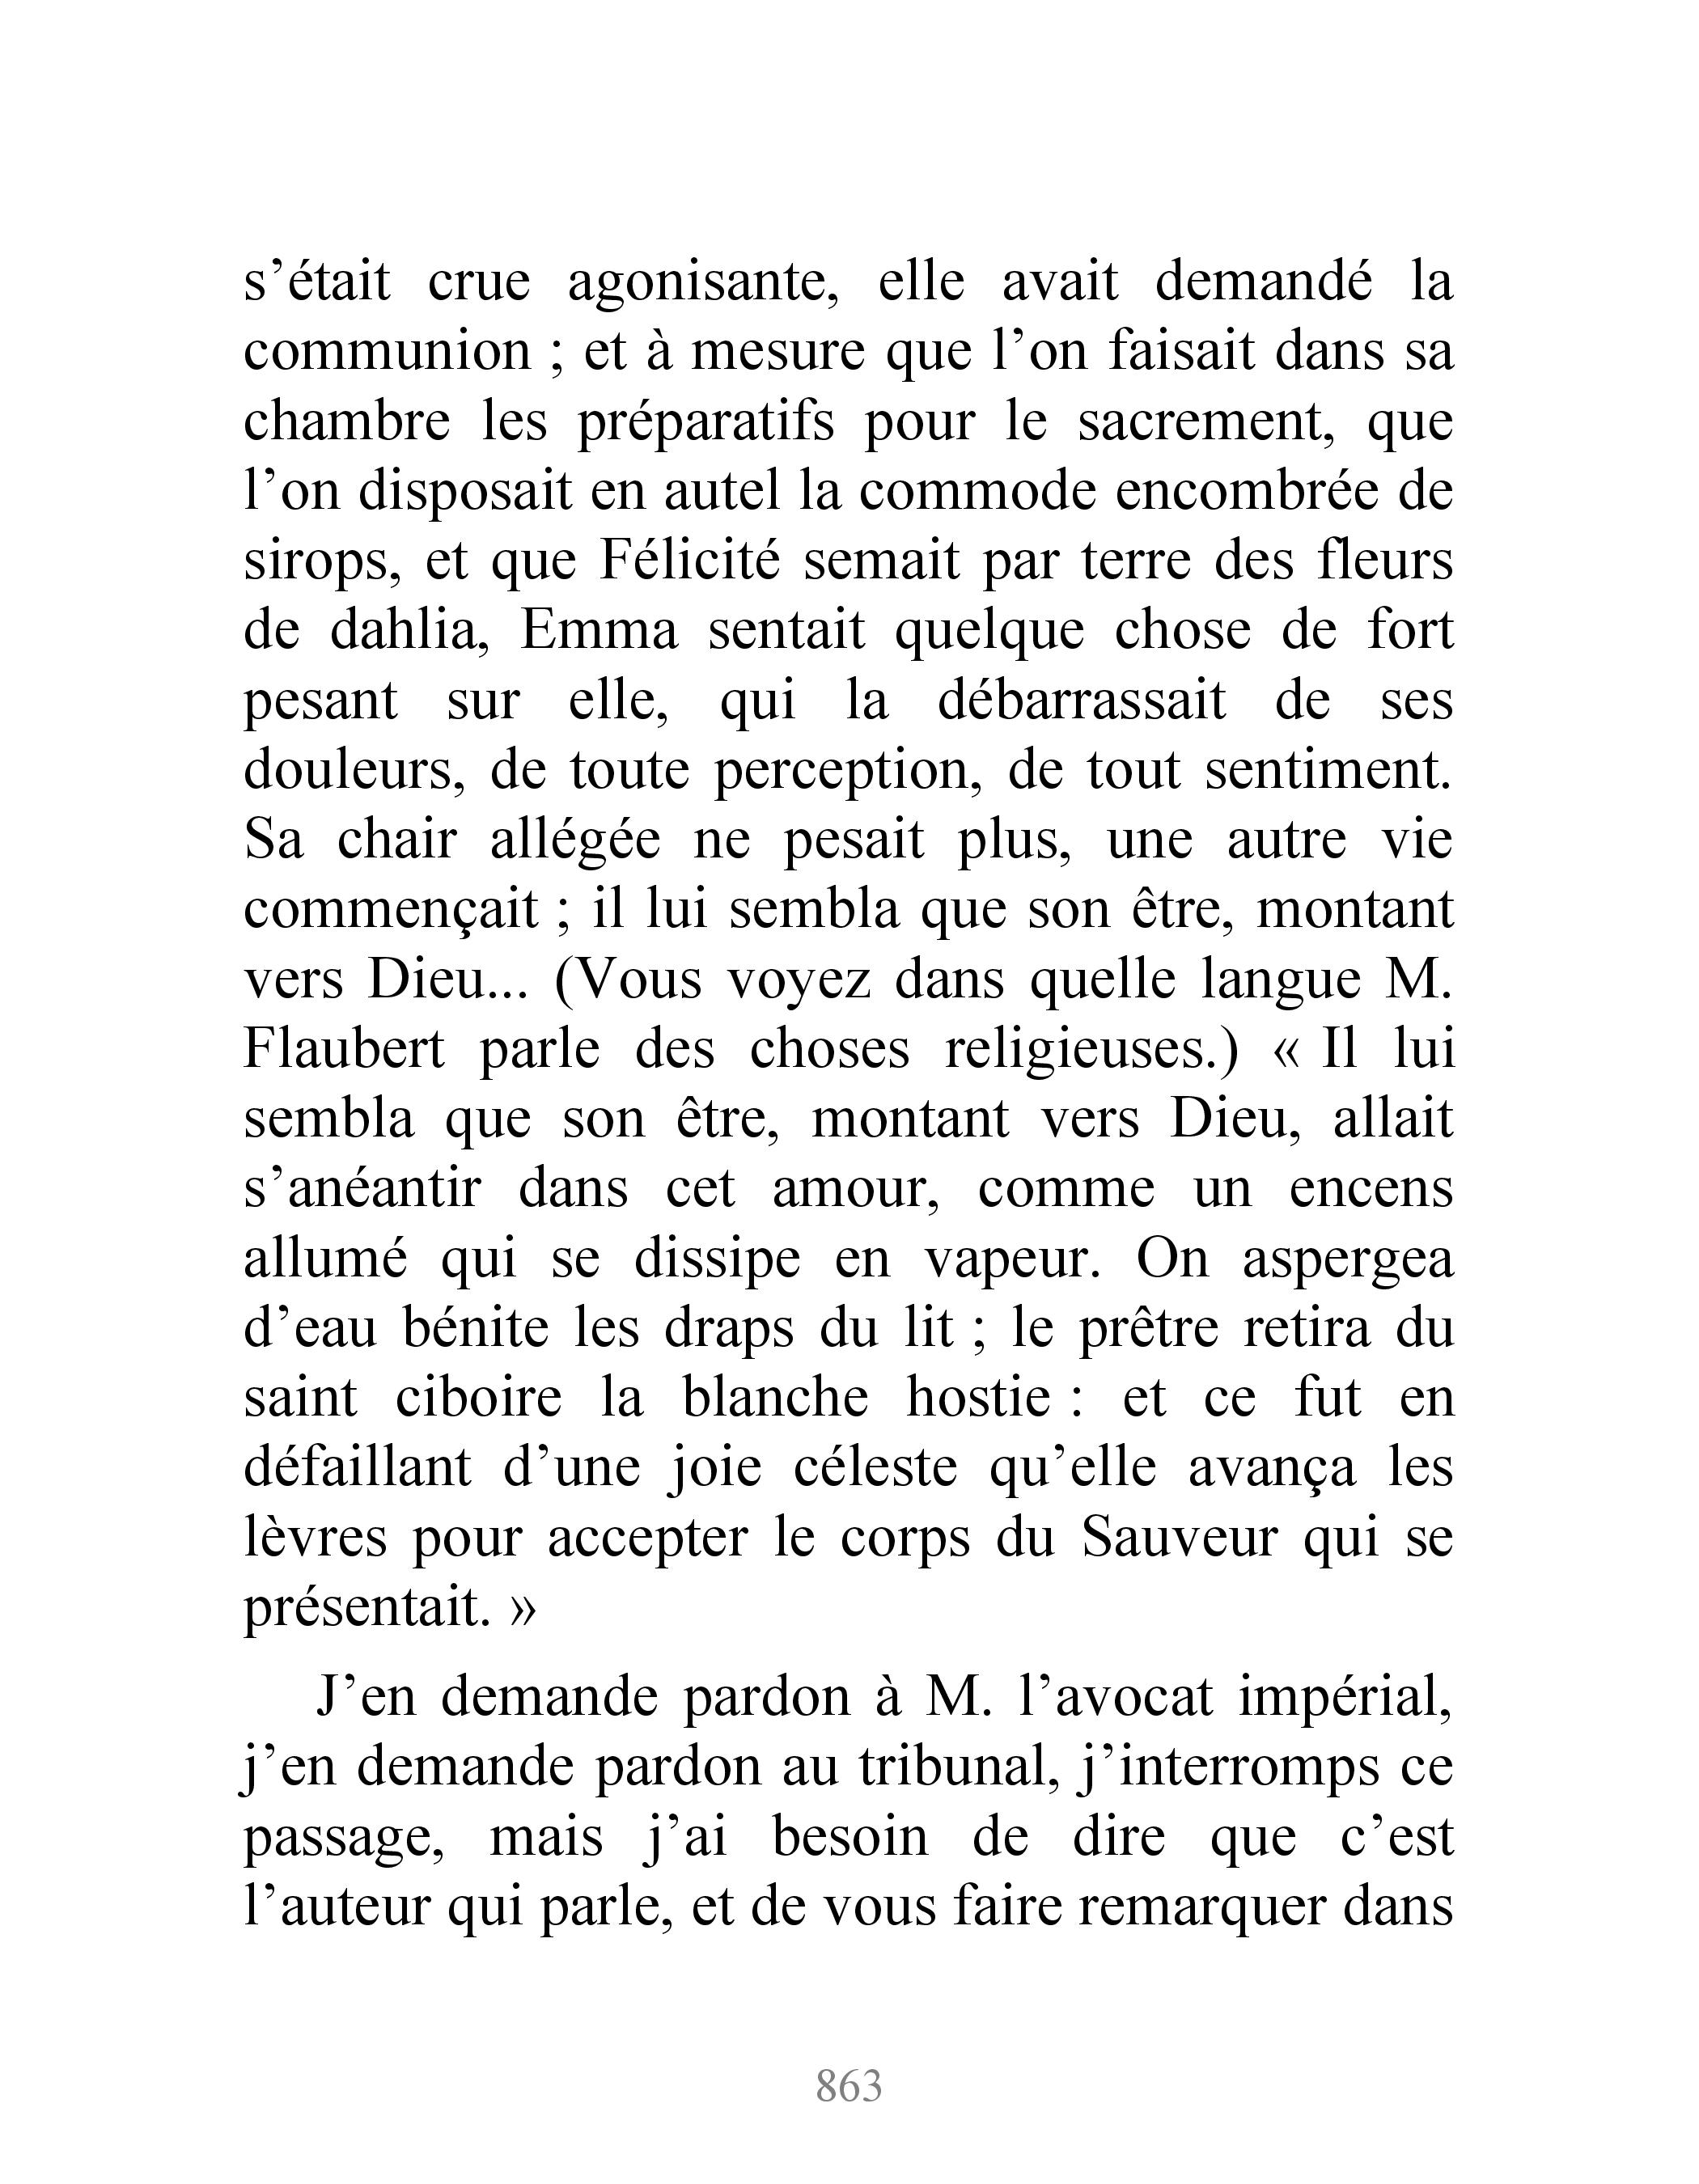 s’était crue agonisante, elle avait demandé la
communion ; et à mesure que l’on faisait dans sa
chambre les préparatifs pour le sacrement, que
l’on disposait en autel la commode encombrée de
sirops, et que Félicité semait par terre des fleurs
de dahlia, Emma sentait quelque chose de fort
pesant sur elle, qui la débarrassait de ses
douleurs, de toute perception, de tout sentiment.
Sa chair allégée ne pesait plus, une autre vie
commençait ; il lui sembla que son être, montant
vers Dieu... (Vous voyez dans quelle langue M.
Flaubert parle des choses religieuses.) « Il lui
sembla que son être, montant vers Dieu, allait
s’anéantir dans cet amour, comme un encens
allumé qui se dissipe en vapeur. On aspergea
d’eau bénite les draps du lit ; le prêtre retira du
saint ciboire la blanche hostie : et ce fut en
défaillant d’une joie céleste qu’elle avança les
lèvres pour accepter le corps du Sauveur qui se
présentait. »
J’en demande pardon à M. l’avocat impérial,
j’en demande pardon au tribunal, j’interromps ce
passage, mais j’ai besoin de dire que c’est
l’auteur qui parle, et de vous faire remarquer dans
863